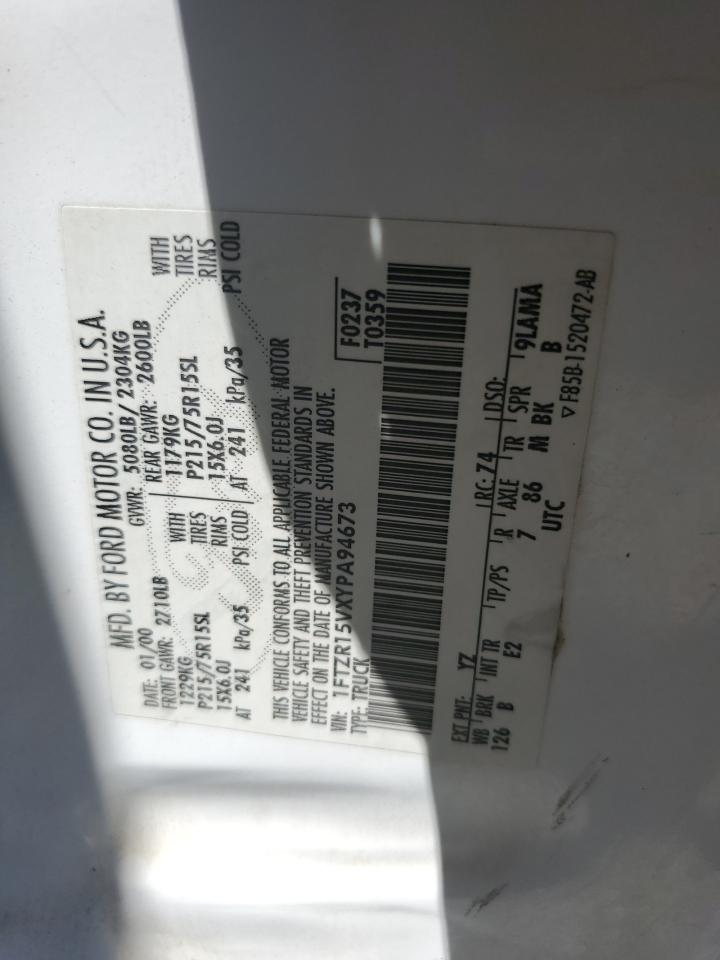 MFD. BY FORD MOTOR CO. IN U.S.A.
DATE: 01/00 GVWR: 5080LB/ 2304KG
FRONT GAWR: 2710LB REAR GAWR: 2600LB
1229KG WITH 1179KG WITH
P215/75R15SL TIRES P215/75R15SL TIRES
15X6.0J RIMS 15X6.0J RIMS
AT 241 kPa/35 PSI COLD AT 241 kPa/35 PSI COLD
THIS VEHICLE CONFORMS TO ALL APPLICABLE FEDERAL MOTOR
VEHICLE SAFETY AND THEFT PREVENTION STANDARDS IN
EFFECT ON THE DATE OF MANUFACTURE SHOWN ABOVE.
VIN: 1FTZR15VXYPA94673 F0237
TYPE: TRUCK T0359
EXT PNT: YZ RC: 74 DSO:
WB BRK INT TR TP/PS R AXLE TR SPR 9LAMA
126 B E2 7 86 M BK B
UTC ▽ F85B-1520472-AB